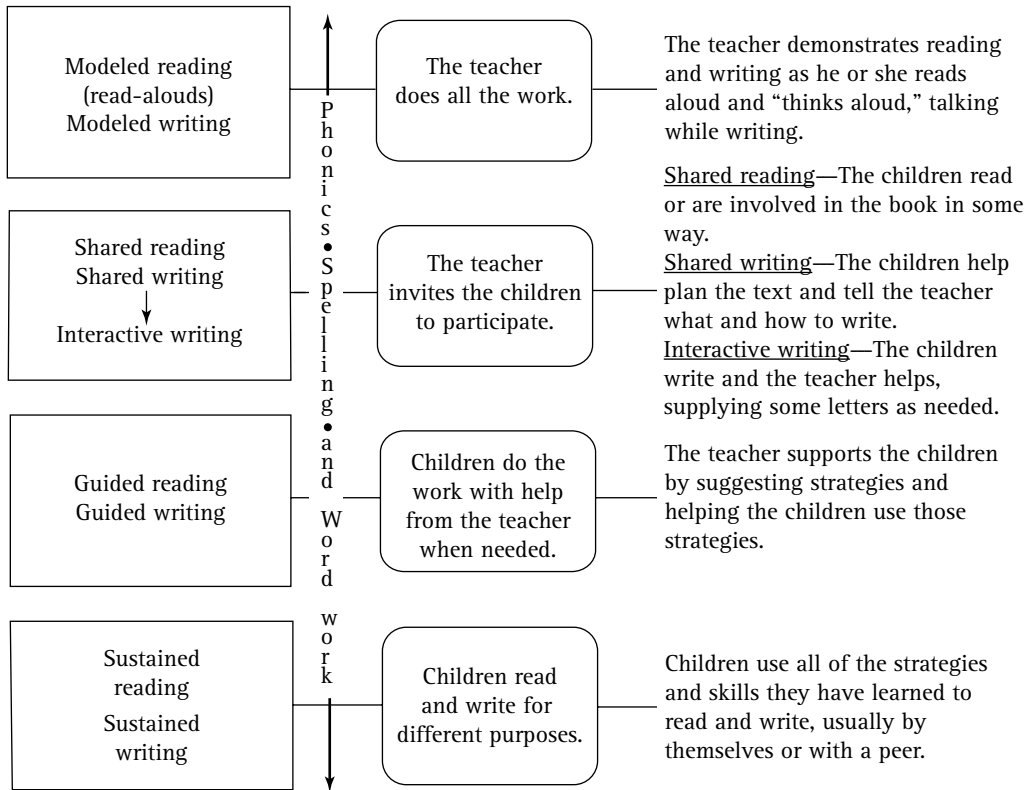 Modeled reading
(read-alouds)
Modeled writing
The teacher
does all the work.
The teacher demonstrates reading
and writing as he or she reads
aloud and “thinks aloud,” talking
while writing.
Shared reading
Shared writing
Interactive writing
The teacher
invites the children
to participate.
Shared reading—The children read
or are involved in the book in some
way.
Shared writing—The children help
plan the text and tell the teacher
what and how to write.
Interactive writing—The children
write and the teacher helps,
supplying some letters as needed.
Guided reading
Guided writing
Children do the
work with help
from the teacher
when needed.
The teacher supports the children
by suggesting strategies and
helping the children use those
strategies.
Sustained
reading
Sustained
writing
Children read
and write for
different purposes.
Children use all of the strategies
and skills they have learned to
read and write, usually by
themselves or with a peer.
Phonics•Spelling•and Word work